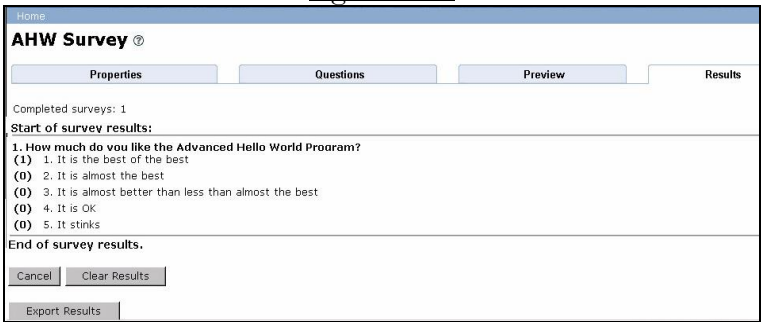 Home
AHW Survey ?
Properties Questions Preview Results
Completed surveys: 1
Start of survey results:
1. How much do you like the Advanced Hello World Program?
(1) 1. It is the best of the best
(0) 2. It is almost the best
(0) 3. It is almost better than less than almost the best
(0) 4. It is OK
(0) 5. It stinks
End of survey results.
Cancel Clear Results
Export Results